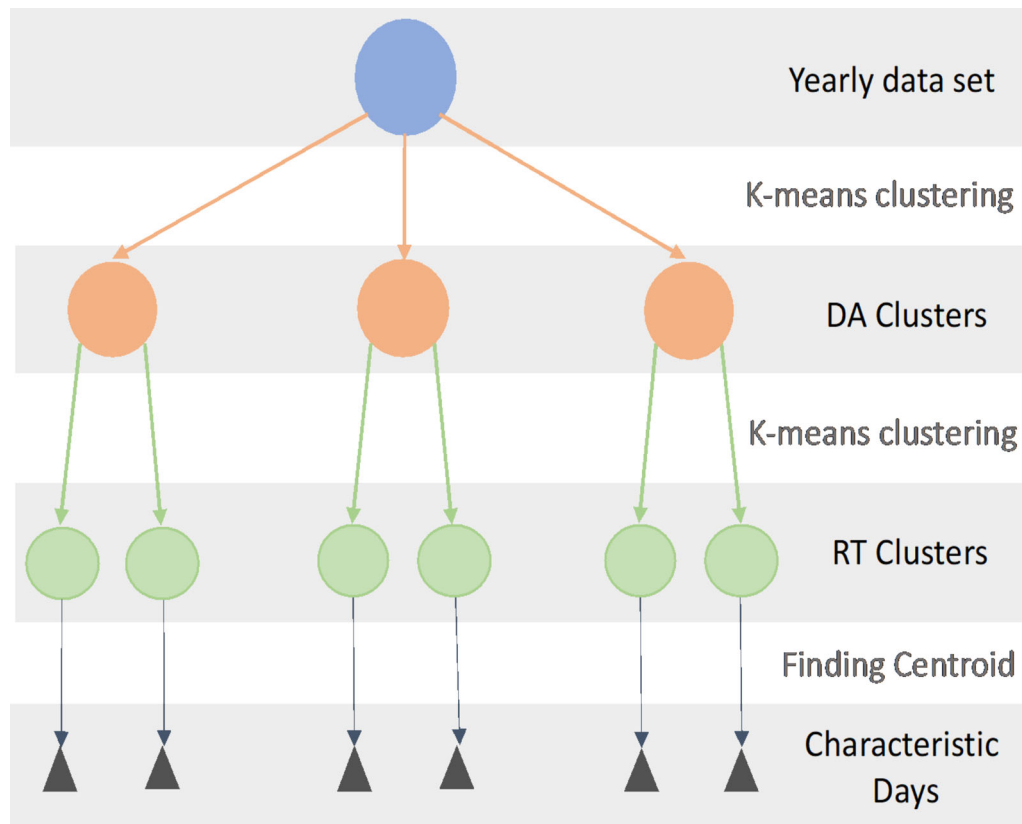 Yearly data set
K-means clustering
DA Clusters
K-means clustering
RT Clusters
Finding Centroid
Characteristic
Days